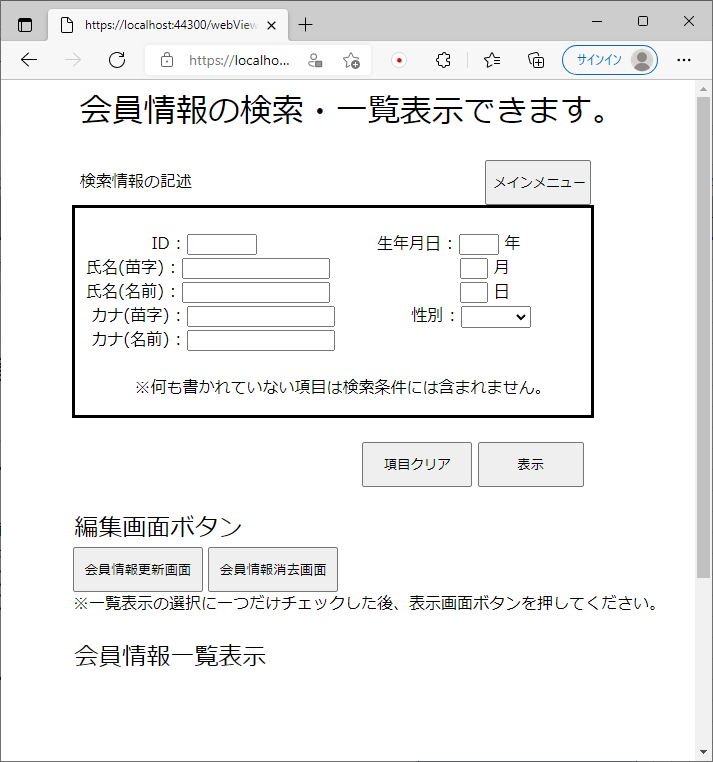 https://localhost:44300/webView
https://localho...
サインイン
会員情報の検索・一覧表示できます。
検索情報の記述
メインメニュー
ID：
生年月日： 年
氏名(苗字)：
月
氏名(名前)：
日
カナ(苗字)：
性別：
カナ(名前)：
※何も書かれていない項目は検索条件には含まれません。
項目クリア
表示
編集画面ボタン
会員情報更新画面
会員情報消去画面
※一覧表示の選択に一つだけチェックした後、表示画面ボタンを押してください。
会員情報一覧表示